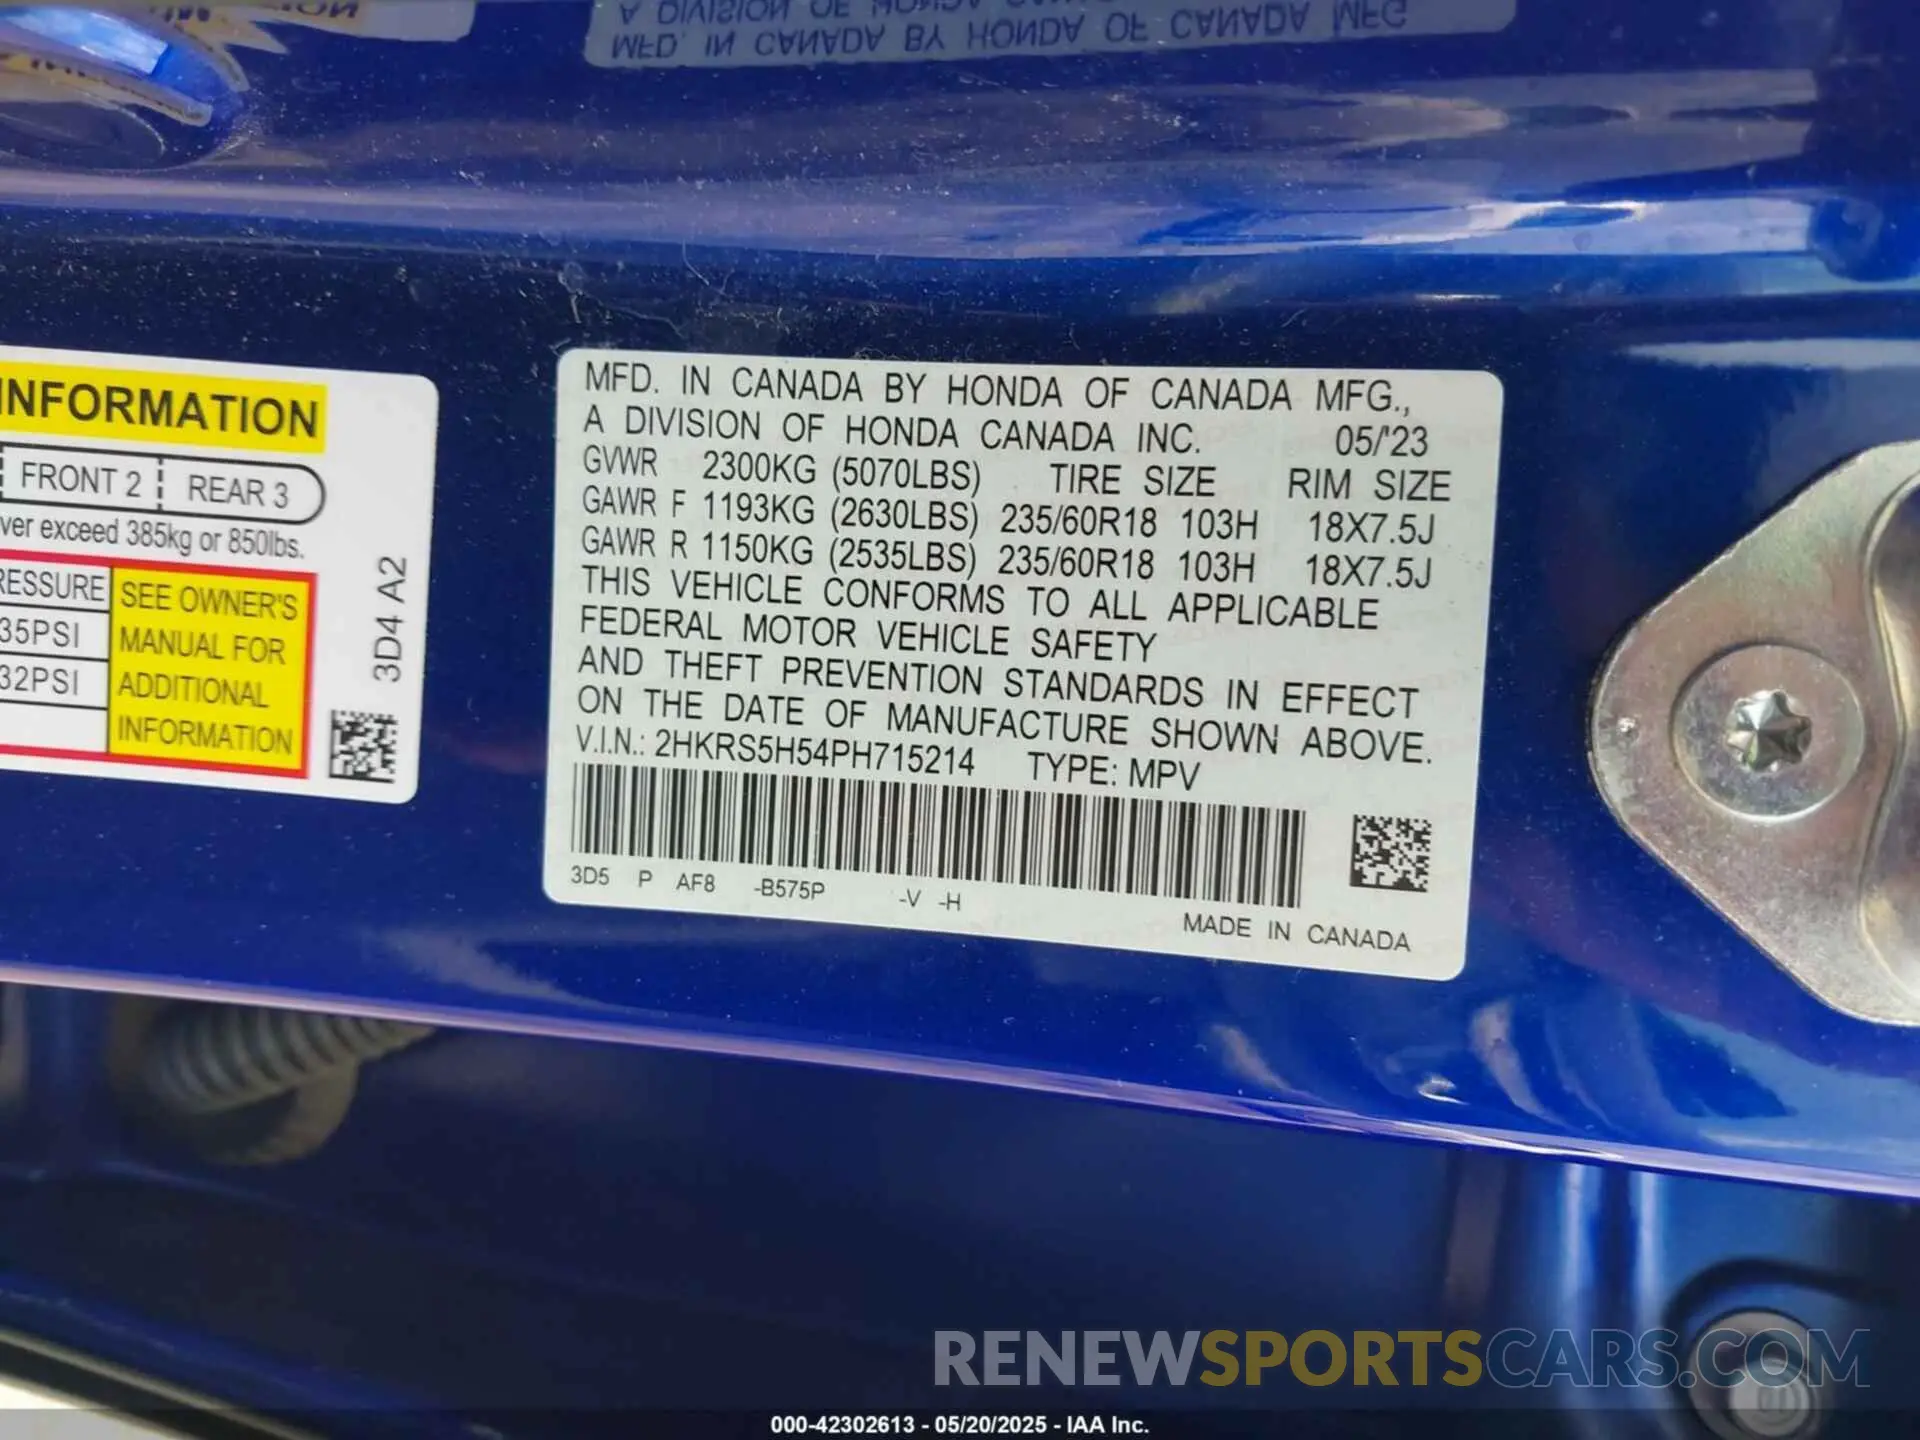 MFD. IN CANADA BY HONDA OF CANADA MFG
A DIVISION OF HONDA
INFORMATION
FRONT 2 REAR 3
ver exceed 385kg or 850lbs.
RESSURE
35PSI
32PSI
SEE OWNER'S
MANUAL FOR
ADDITIONAL
INFORMATION
3D4 A2
MFD. IN CANADA BY HONDA OF CANADA MFG.,
A DIVISION OF HONDA CANADA INC. 05/'23
GVWR 2300KG (5070LBS) TIRE SIZE RIM SIZE
GAWR F 1193KG (2630LBS) 235/60R18 103H 18X7.5J
GAWR R 1150KG (2535LBS) 235/60R18 103H 18X7.5J
THIS VEHICLE CONFORMS TO ALL APPLICABLE
FEDERAL MOTOR VEHICLE SAFETY
AND THEFT PREVENTION STANDARDS IN EFFECT
ON THE DATE OF MANUFACTURE SHOWN ABOVE.
V.I.N.: 2HKRS5H54PH715214 TYPE: MPV
3D5 P AF8 -B575P -V -H
MADE IN CANADA
RENEWSPORTSCARS.COM
000-42302613 - 05/20/2025 - IAA Inc.